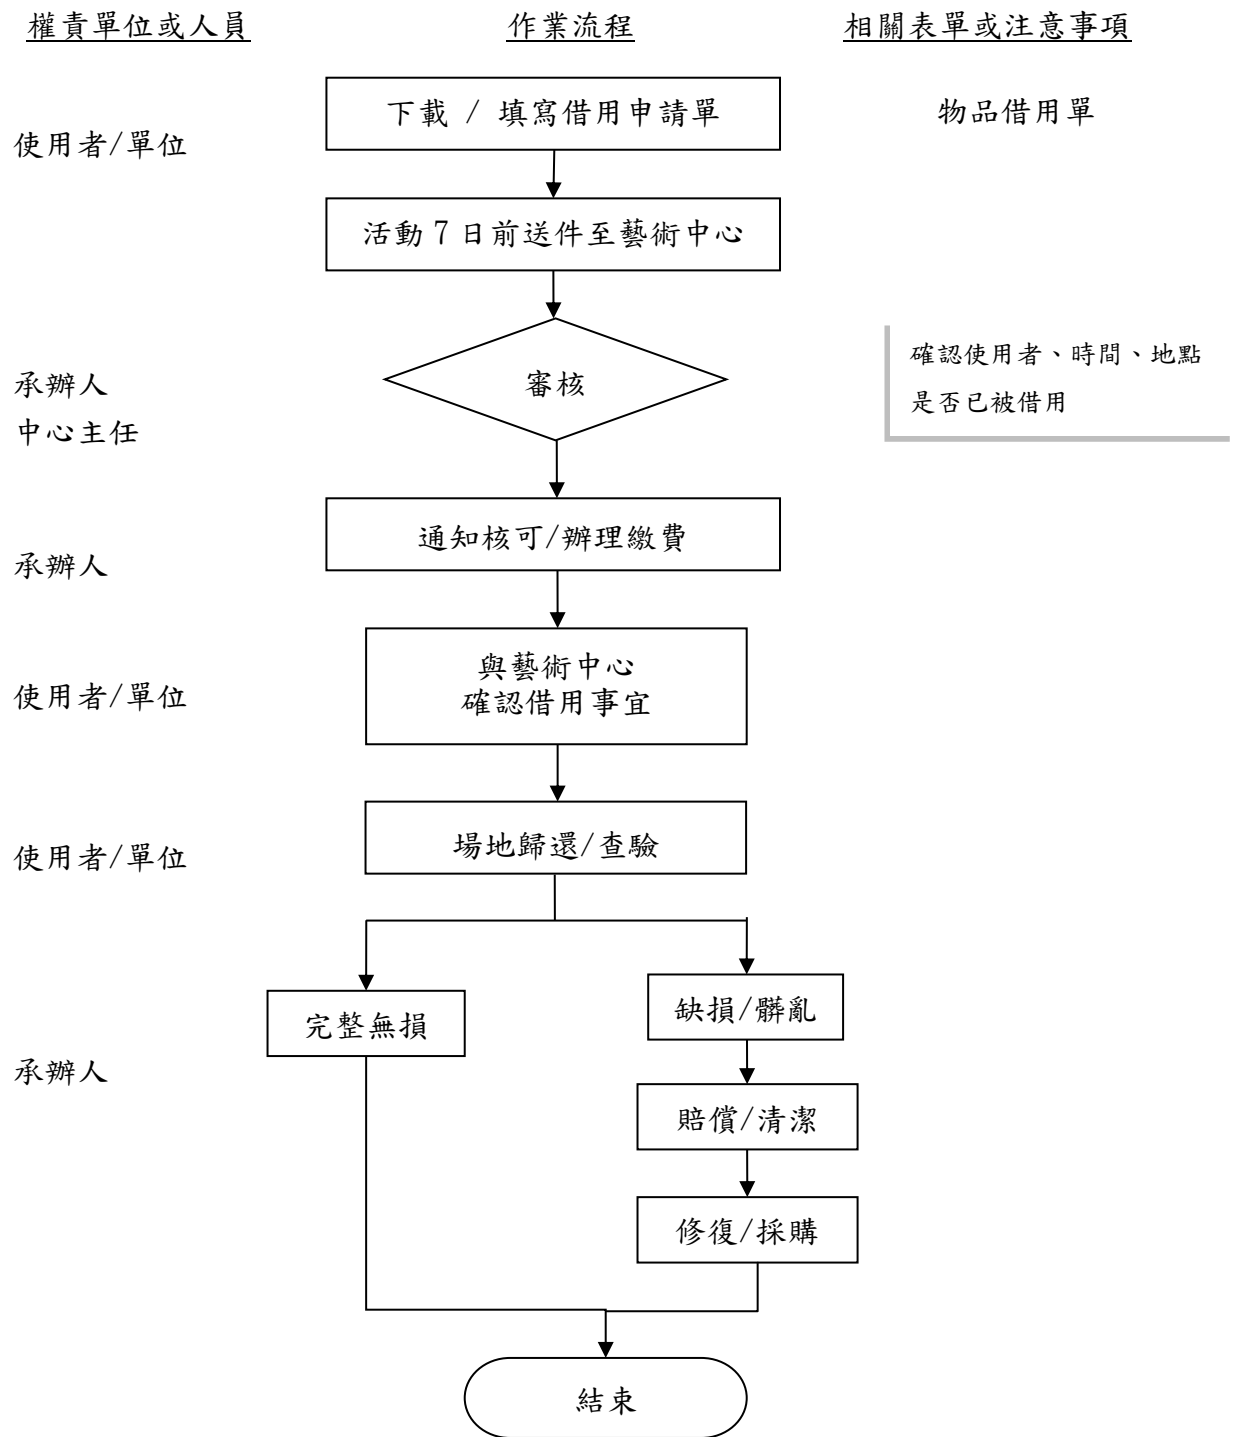 權責單位或人員
作業流程
相關表單或注意事項
下載 / 填寫借用申請單
物品借用單
使用者/單位
活動 7 日前送件至藝術中心
審核
確認使用者、時間、地點
是否已被借用
承辦人
中心主任
通知核可/辦理繳費
承辦人
與藝術中心
確認借用事宜
使用者/單位
場地歸還/查驗
使用者/單位
完整無損
缺損/髒亂
承辦人
賠償/清潔
修復/採購
結束